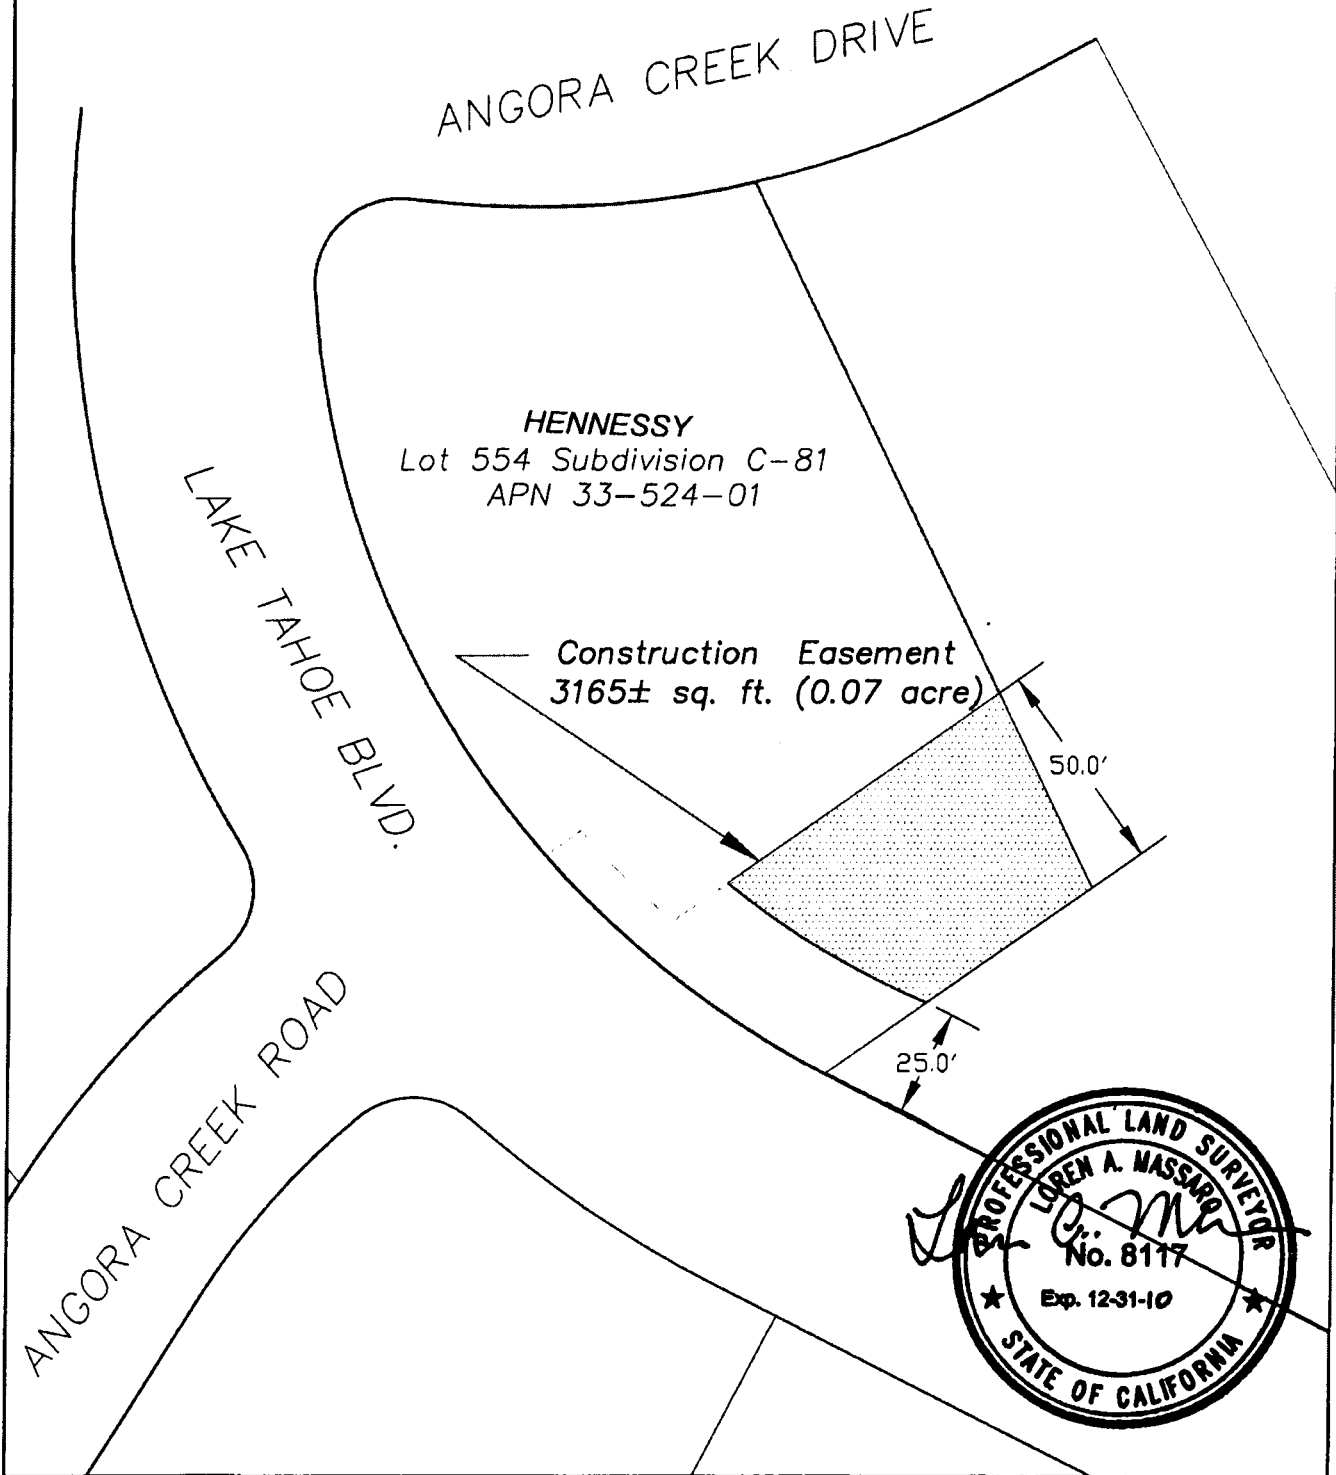 ANGORA CREEK DRIVE
HENNESSY
Lot 554 Subdivision C-81
APN 33-524-01
LAKE TAHOE BLVD.
Construction Easement
3165± sq. ft. (0.07 acre)
50.0'
25.0'
ANGORA CREEK ROAD
PROFESSIONAL LAND SURVEYOR
LOREN A. MASSARO
No. 8117
Exp. 12-31-10
STATE OF CALIFORNIA